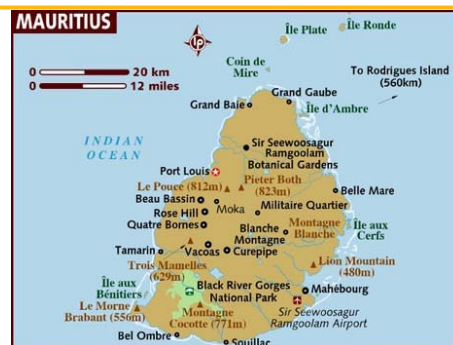 MAURITIUS
Île Plate
Île Ronde
Coin de
Mire
0 20 km
0 12 miles
To Rodrigues Island
(560km)
Grand Gaube
Grand Baie
Île d'Ambre
INDIAN
OCEAN
Sir Seewoosagur
Ramgoolam
Botanical Gardens
Port Louis
Pieter Both
(823m)
Le Pouce (812m)
Belle Mare
Beau Bassin
Moka
Militaire Quartier
Rose Hill
Montagne
Blanche
Quatre Bornes
Blanche
Montagne
Île aux
Cerfs
Vacoas
Curepipe
Tamarin
Trois Mamelles
(629m)
Lion Mountain
(480m)
Île aux
Bénitiers
Black River Gorges
National Park
Mahébourg
Le Morne
Brabant (556m)
Montagne
Cocotte (771m)
Sir Seewoosagur
Ramgoolam Airport
Bel Ombre
Souillac